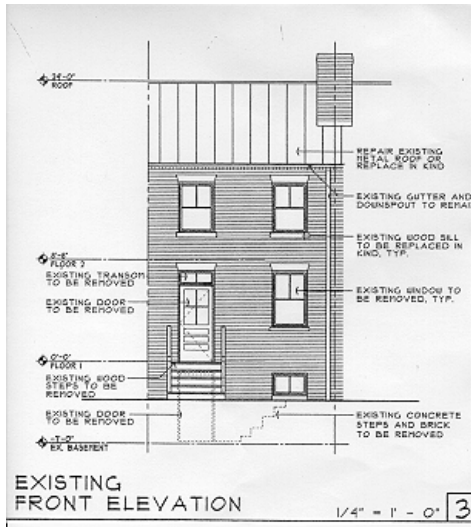 24'-0"
ROOF
REPAIR EXISTING
METAL ROOF OR
REPLACE IN KIND
EXISTING GUTTER AND
DOWNSPOUT TO REMAI
EXISTING WOOD SILL
TO BE REPLACED IN
KIND, TYP.
8'-8"
FLOOR 2
EXISTING TRANSOM
TO BE REMOVED
EXISTING DOOR
TO BE REMOVED
EXISTING WINDOW TO
BE REMOVED, TYP.
0'-0"
FLOOR 1
EXISTING WOOD
STEPS TO BE
REMOVED
EXISTING DOOR
TO BE REMOVED
EXISTING CONCRETE
STEPS AND BRICK
TO BE REMOVED
-7'-0"
EX. BASEMENT
EXISTING
FRONT ELEVATION
1/4" = 1' - 0"
3